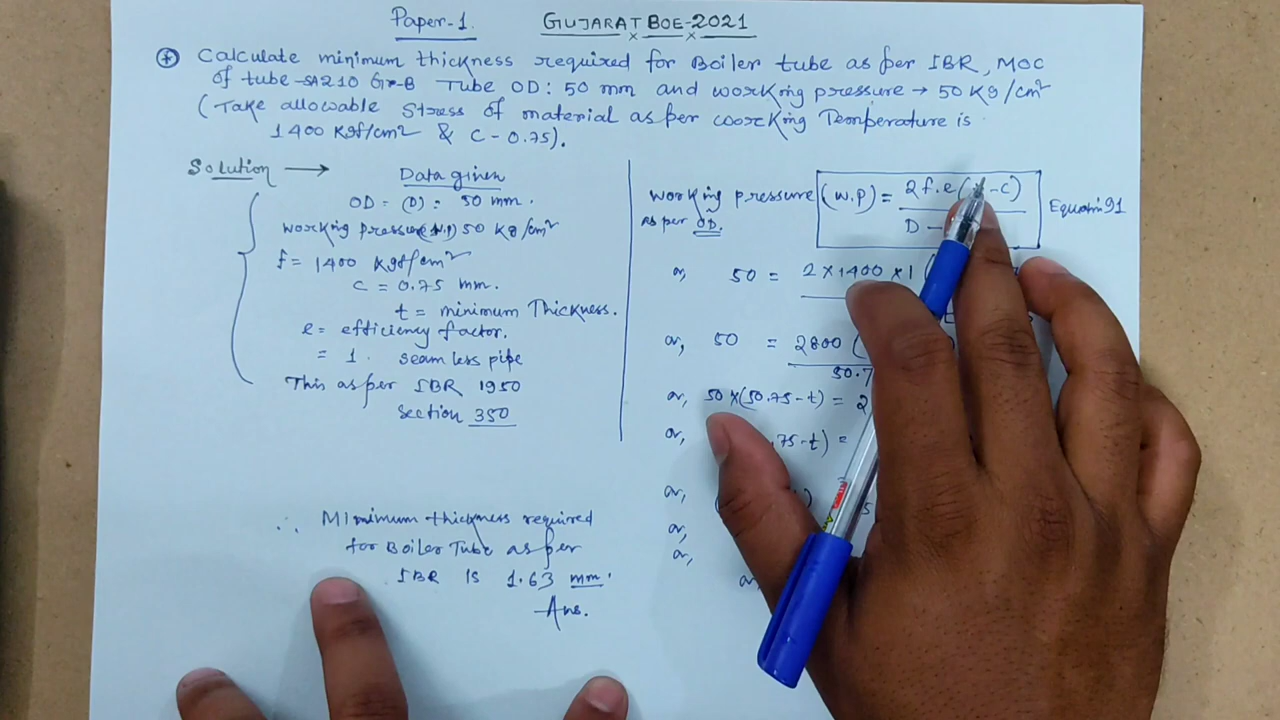 Paper-1. GUJARAT BOE-2021
Calculate minimum thickness required for Boiler tube as per IBR, MOC
of tube-SA210 Gr-B Tube OD: 50 mm and working pressure → 50 Kg/cm²
(Take allowable stress of material as per working Temperature is
1400 Kgf/cm² & C-0.75).
Solution →
Data given
OD = (D) = 50 mm.
working pressure (W.P) 50 Kg/cm²
f = 1400 Kgf/cm²
C = 0.75 mm.
t = minimum Thickness.
e = efficiency factor.
= 1. seam less pipe
This as per IBR 1950
section 350
∴ Minimum thickness required
for Boiler Tube as per
IBR IS 1.63 mm.
Ans.
working pressure (W.P) = 2f.e( -C)
D -
Equation 91
as per OD.
or, 50 = 2×1400×1 (
or, 50 = 2800 (
50.7
or, 50×(50.75-t) = 2
or, .75-t) =
or, (
or,
or,